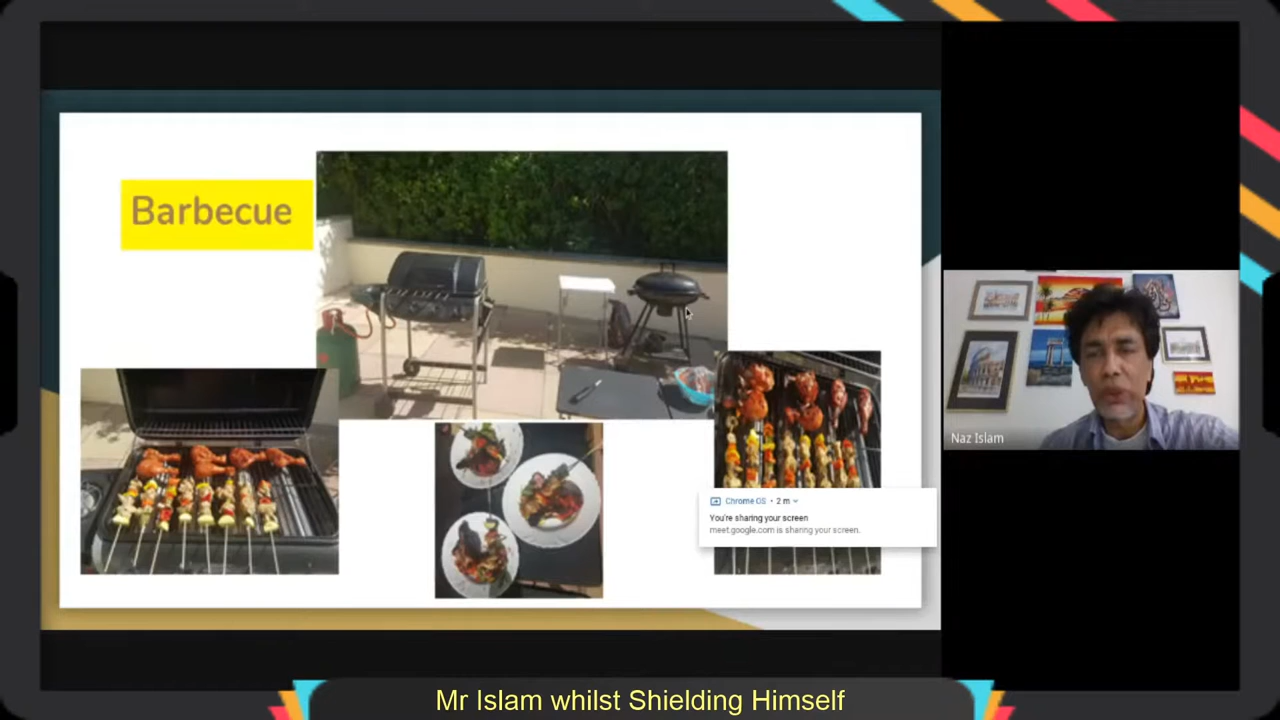 Barbecue
Naz Islam
Chrome OS • 2 m
You're sharing your screen
meet.google.com is sharing your screen.
Mr Islam whilst Shielding Himself